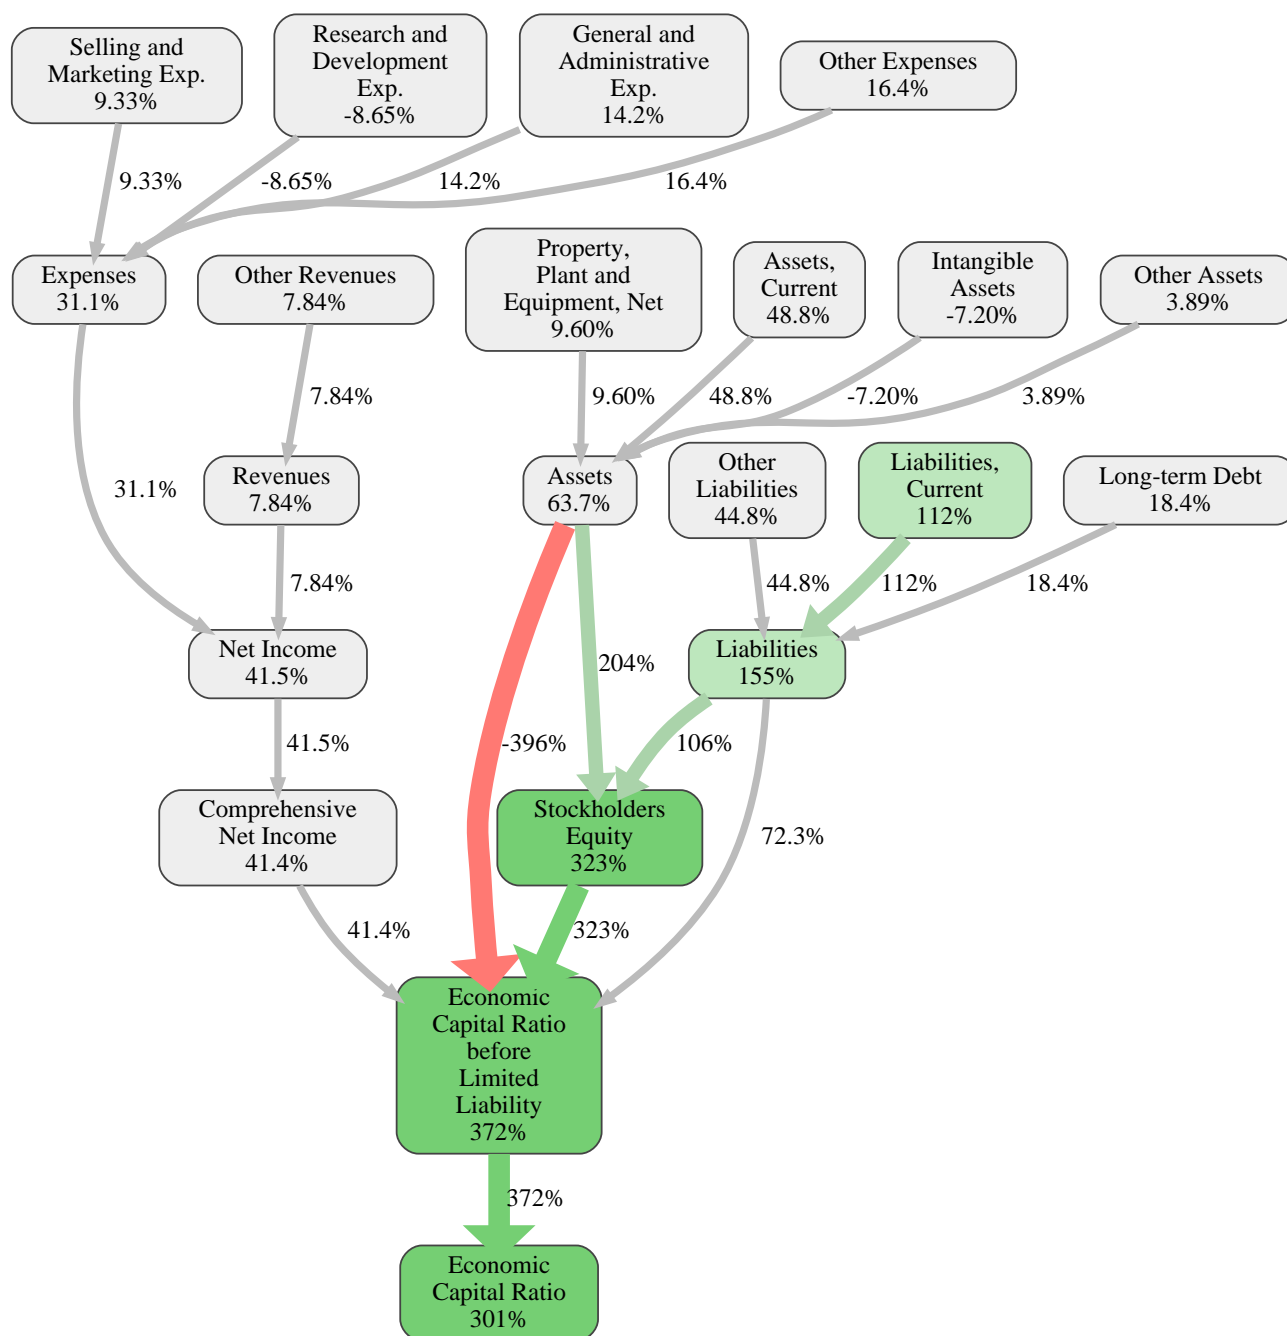 Selling and
Marketing Exp.
9.33%
Research and
Development
Exp.
-8.65%
General and
Administrative
Exp.
14.2%
Other Expenses
16.4%
9.33%
-8.65%
14.2%
16.4%
Expenses
31.1%
Other Revenues
7.84%
Property,
Plant and
Equipment, Net
9.60%
Assets,
Current
48.8%
Intangible
Assets
-7.20%
Other Assets
3.89%
7.84%
9.60%
48.8%
-7.20%
3.89%
31.1%
Revenues
7.84%
Assets
63.7%
Other
Liabilities
44.8%
Liabilities,
Current
112%
Long-term Debt
18.4%
7.84%
44.8%
112%
18.4%
Net Income
41.5%
204%
Liabilities
155%
41.5%
-396%
106%
Comprehensive
Net Income
41.4%
Stockholders
Equity
323%
72.3%
41.4%
323%
Economic
Capital Ratio
before
Limited
Liability
372%
372%
Economic
Capital Ratio
301%